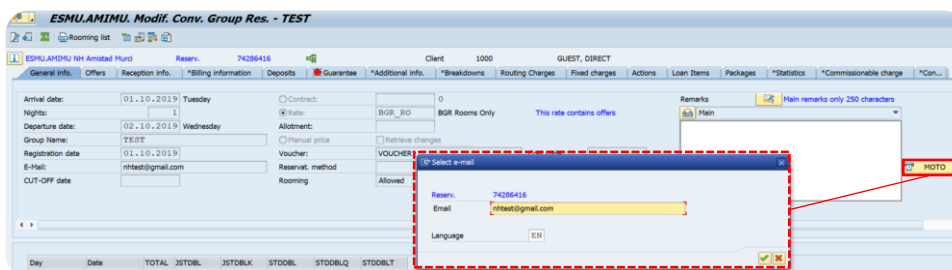 ESMU.AMIMU. Modif. Conv. Group Res. - TEST
Rooming list
ESMU.AMIMU NH Amistad Murci Reserv. 74286416 Client 1000 GUEST, DIRECT
General info. Offers Reception info. *Billing information Deposits Guarantee *Additional info. *Breakdowns Routing Charges Fixed charges Actions Loan Items Packages *Statistics *Commissionable charge *Con...
Arrival date: 01.10.2019 Tuesday Contract: 0 Remarks Main remarks only 250 characters
Nights: 1 Rate: BGR_RO BGR Rooms Only This rate contains offers Main
Departure date: 02.10.2019 Wednesday Allotment:
Group Name: TEST Manual price Retrieve changes
Registration date 01.10.2019 Voucher: VOUCHER
E-Mail: nhtest@gmail.com Reservat. method
CUT-OFF date Rooming Allowed
MOTO
Select e-mail
Reserv. 74286416
Email nhtest@gmail.com
Language EN
Day Date TOTAL JSTDBL JSTDBLK STDDBL STDDBLQ STDDBLT